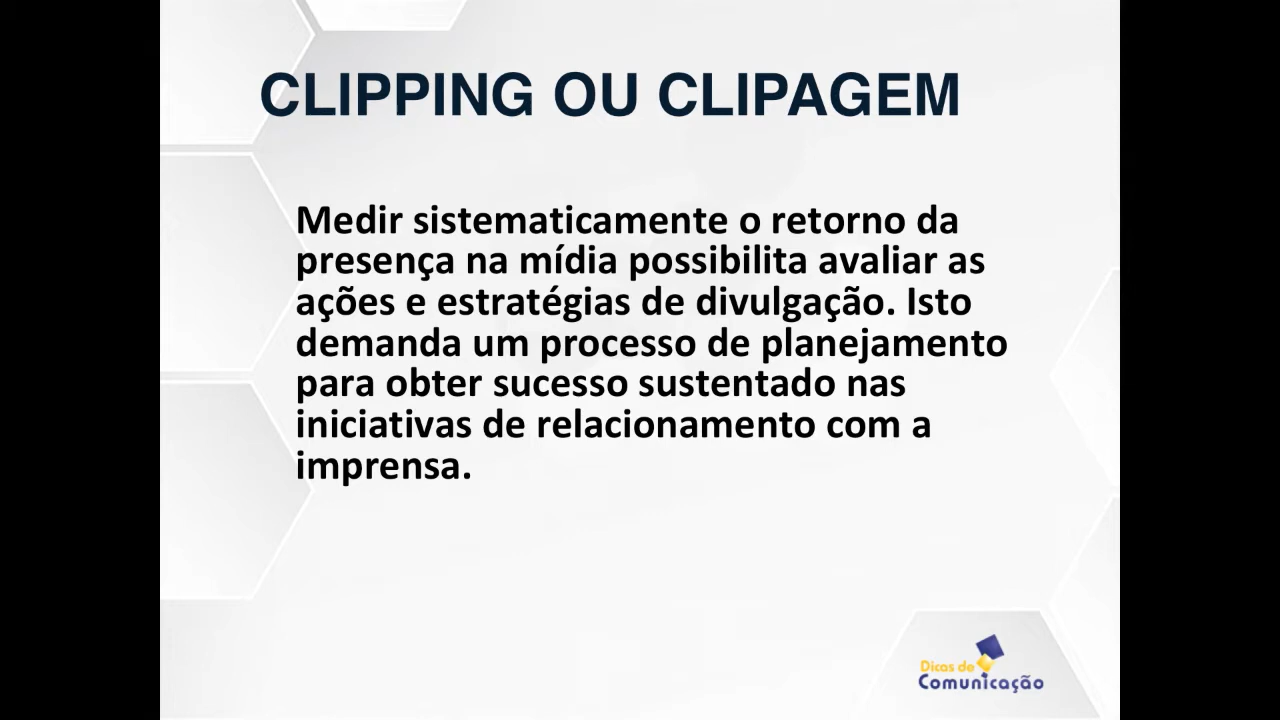 CLIPPING OU CLIPAGEM
Medir sistematicamente o retorno da
presença na mídia possibilita avaliar as
ações e estratégias de divulgação. Isto
demanda um processo de planejamento
para obter sucesso sustentado nas
iniciativas de relacionamento com a
imprensa.
Dicas de
Comunicação